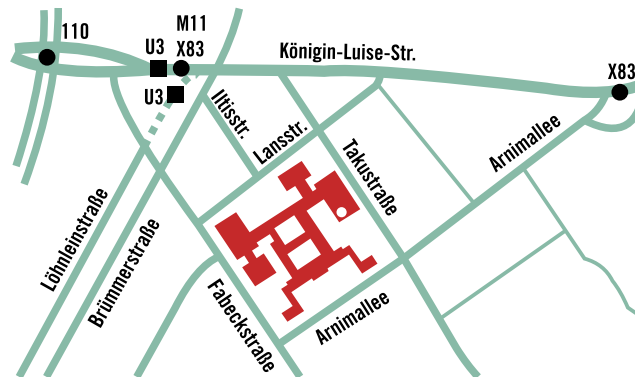 110
M11
U3 X83
Königin-Luise-Str.
X83
U3
Iltisstr.
Lansstr.
Takustraße
Arnimallee
Löhnleinstraße
Brümmerstraße
Fabeckstraße
Arnimallee